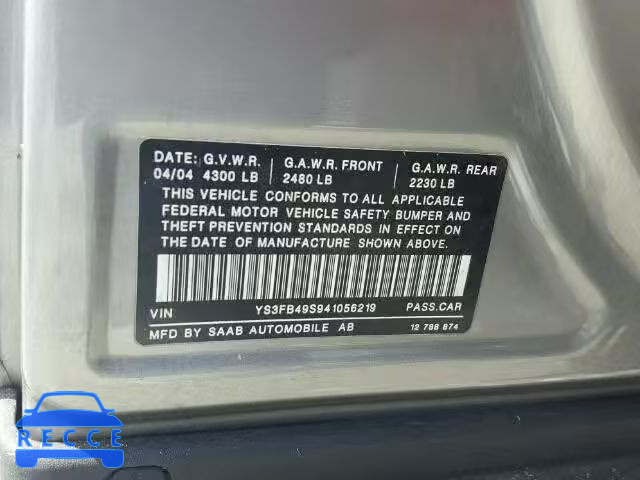 DATE: G.V.W.R. G.A.W.R. FRONT G.A.W.R. REAR
04/04 4300 LB 2480 LB 2230 LB
THIS VEHICLE CONFORMS TO ALL APPLICABLE
FEDERAL MOTOR VEHICLE SAFETY BUMPER AND
THEFT PREVENTION STANDARDS IN EFFECT ON
THE DATE OF MANUFACTURE SHOWN ABOVE.
VIN YS3FB49S941056219 PASS.CAR
MFD BY SAAB AUTOMOBILE AB 12 788 874
RECCE